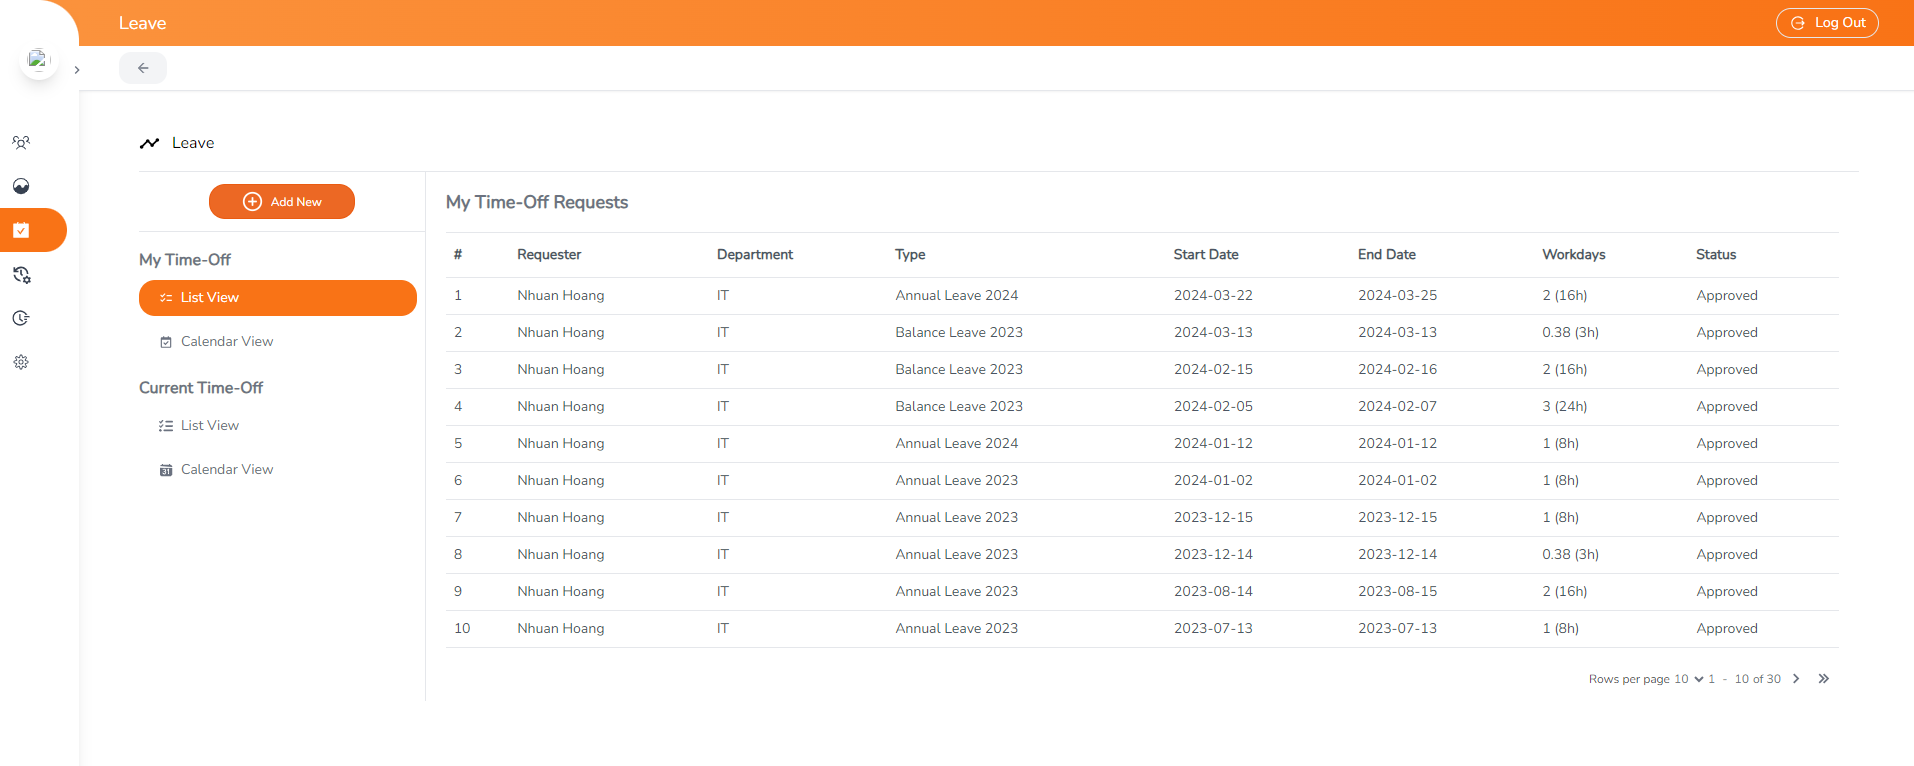 Leave
Log Out
Leave
Add New
My Time-Off
List View
Calendar View
Current Time-Off
List View
31 Calendar View
My Time-Off Requests
# Requester Department Type Start Date End Date Workdays Status
1 Nhuan Hoang IT Annual Leave 2024 2024-03-22 2024-03-25 2 (16h) Approved
2 Nhuan Hoang IT Balance Leave 2023 2024-03-13 2024-03-13 0.38 (3h) Approved
3 Nhuan Hoang IT Balance Leave 2023 2024-02-15 2024-02-16 2 (16h) Approved
4 Nhuan Hoang IT Balance Leave 2023 2024-02-05 2024-02-07 3 (24h) Approved
5 Nhuan Hoang IT Annual Leave 2024 2024-01-12 2024-01-12 1 (8h) Approved
6 Nhuan Hoang IT Annual Leave 2023 2024-01-02 2024-01-02 1 (8h) Approved
7 Nhuan Hoang IT Annual Leave 2023 2023-12-15 2023-12-15 1 (8h) Approved
8 Nhuan Hoang IT Annual Leave 2023 2023-12-14 2023-12-14 0.38 (3h) Approved
9 Nhuan Hoang IT Annual Leave 2023 2023-08-14 2023-08-15 2 (16h) Approved
10 Nhuan Hoang IT Annual Leave 2023 2023-07-13 2023-07-13 1 (8h) Approved
Rows per page 10 1 - 10 of 30